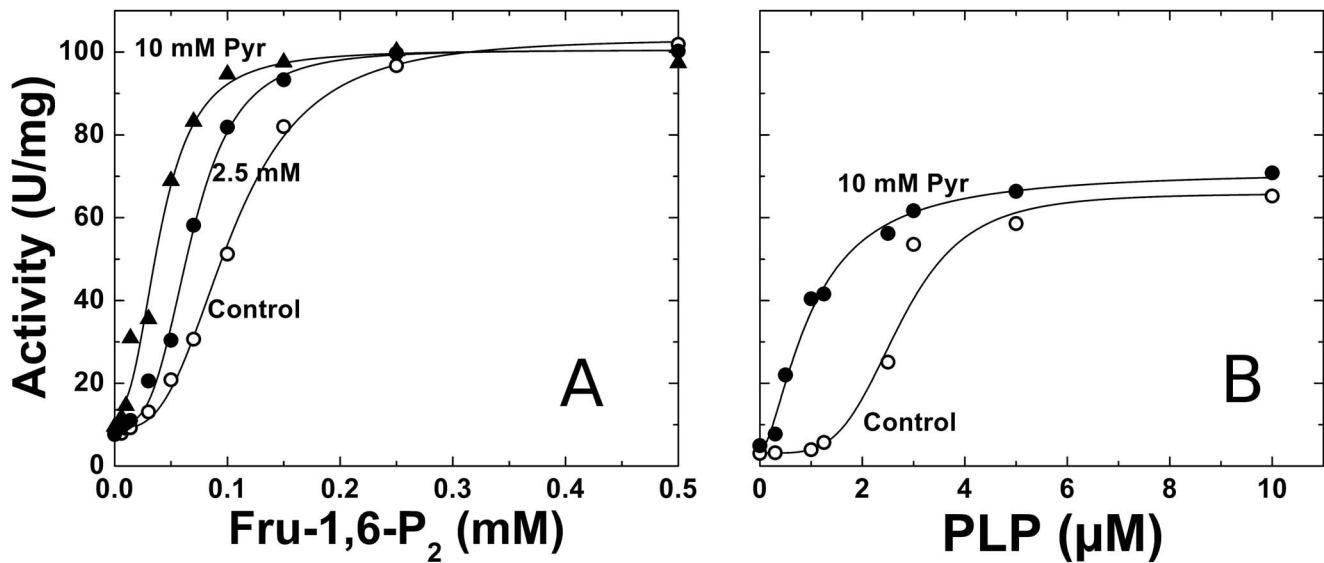 Activity (U/mg)
100
80
60
40
20
0
10 mM Pyr
2.5 mM
Control
A
0.0
0.1
0.2
0.3
0.4
0.5
Fru-1,6-P₂ (mM)
10 mM Pyr
Control
B
0
2
4
6
8
10
PLP (µM)